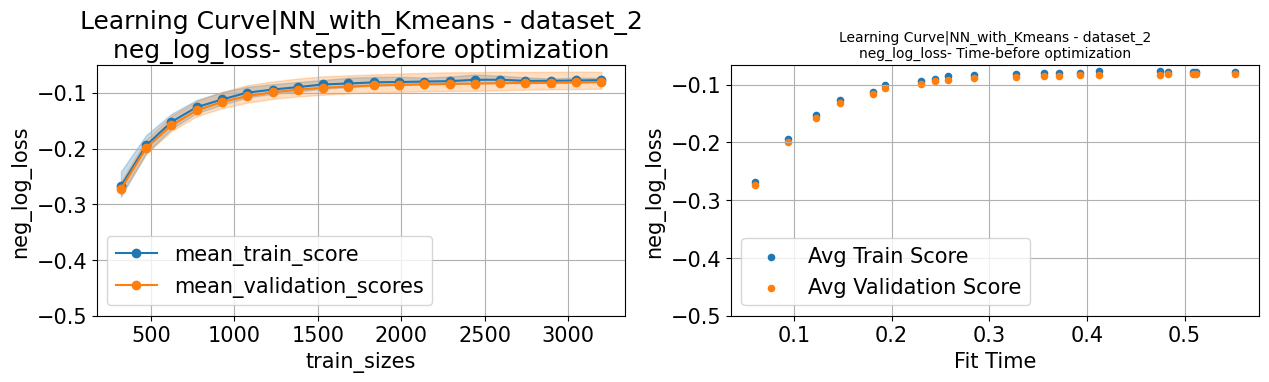 Learning Curve|NN_with_Kmeans - dataset_2
neg_log_loss- steps-before optimization
neg_log_loss
−0.1
−0.2
−0.3
−0.4
−0.5
mean_train_score
mean_validation_scores
500 1000 1500 2000 2500 3000
train_sizes
Learning Curve|NN_with_Kmeans - dataset_2
neg_log_loss- Time-before optimization
neg_log_loss
−0.1
−0.2
−0.3
−0.4
−0.5
Avg Train Score
Avg Validation Score
0.1 0.2 0.3 0.4 0.5
Fit Time